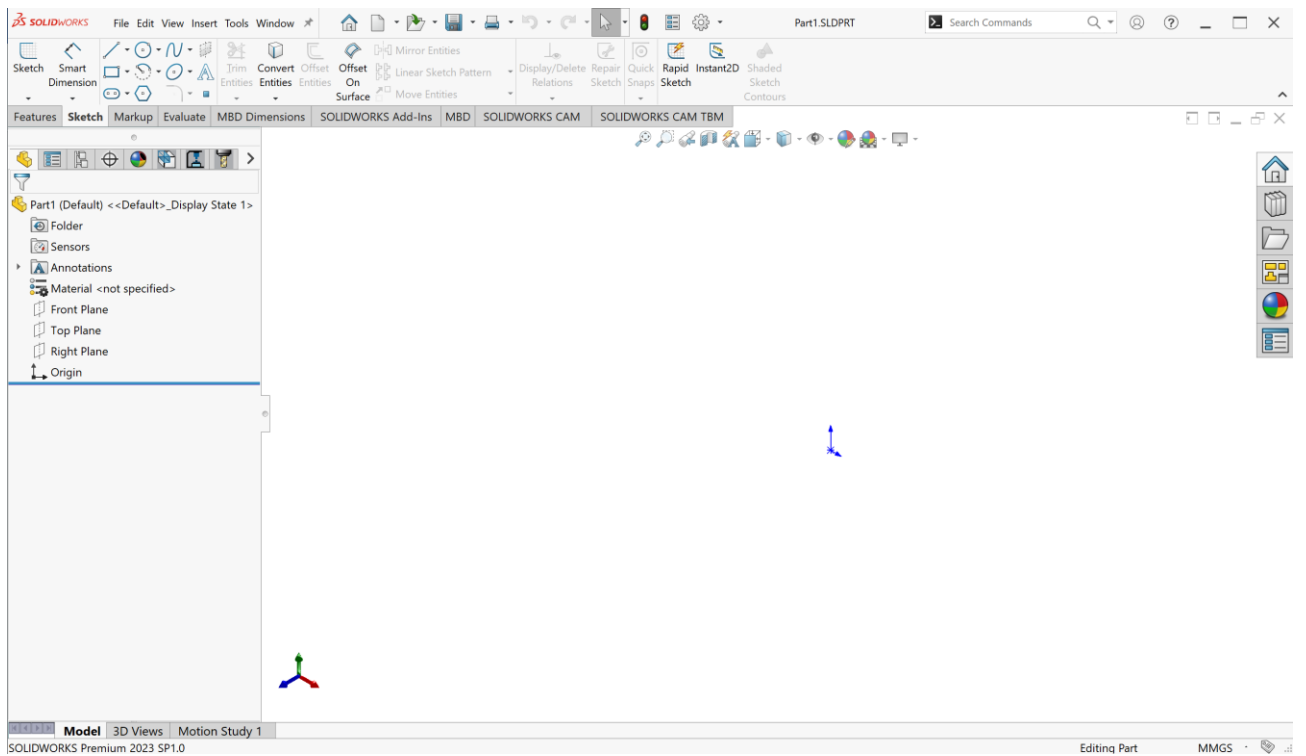 SOLIDWORKS File Edit View Insert Tools Window Part1.SLDPRT Search Commands
Sketch Smart Dimension Trim Entities Convert Entities Offset Entities Offset On Surface Mirror Entities Linear Sketch Pattern Move Entities Display/Delete Relations Repair Sketch Quick Snaps Rapid Sketch Instant2D Shaded Sketch Contours
Features Sketch Markup Evaluate MBD Dimensions SOLIDWORKS Add-Ins MBD SOLIDWORKS CAM SOLIDWORKS CAM TBM
Part1 (Default) <<Default>_Display State 1>
Folder
Sensors
Annotations
Material <not specified>
Front Plane
Top Plane
Right Plane
Origin
Model 3D Views Motion Study 1
SOLIDWORKS Premium 2023 SP1.0 Editing Part MMGS